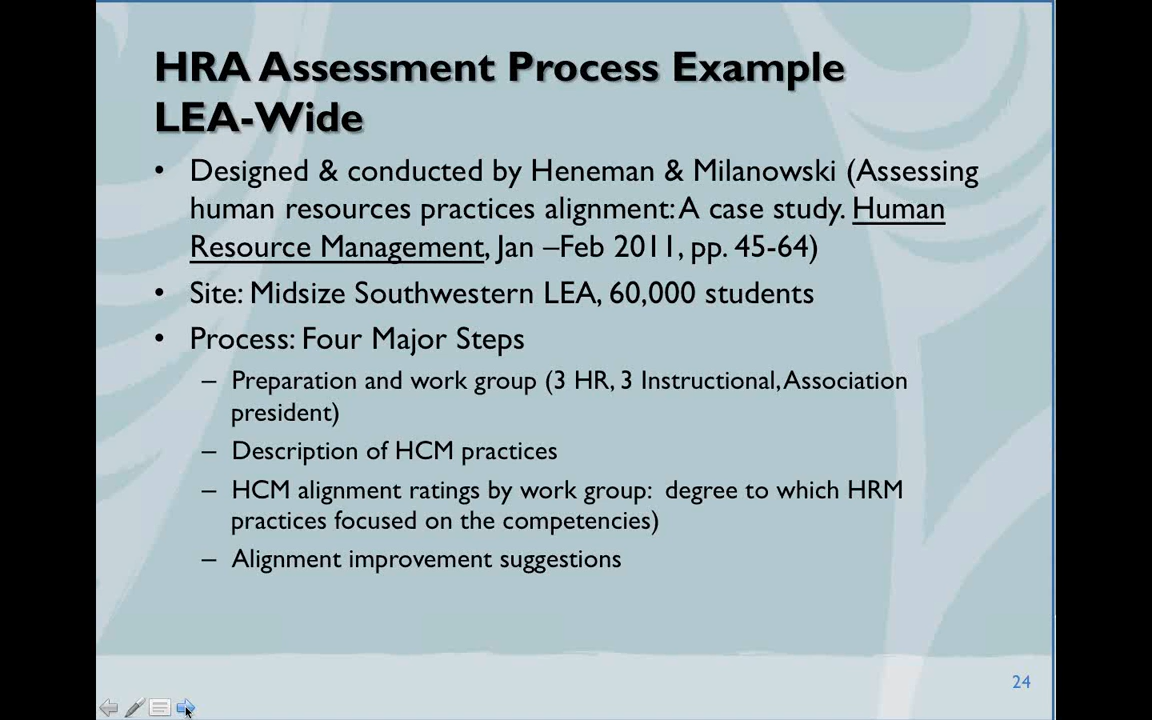 HRA Assessment Process Example
LEA-Wide
• Designed & conducted by Heneman & Milanowski (Assessing
human resources practices alignment: A case study. Human
Resource Management, Jan –Feb 2011, pp. 45-64)
• Site: Midsize Southwestern LEA, 60,000 students
• Process: Four Major Steps
– Preparation and work group (3 HR, 3 Instructional, Association
president)
– Description of HCM practices
– HCM alignment ratings by work group: degree to which HRM
practices focused on the competencies)
– Alignment improvement suggestions
24